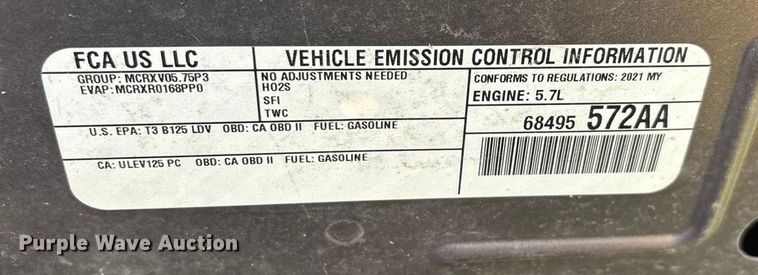 FCA US LLC
VEHICLE EMISSION CONTROL INFORMATION
GROUP: MCRXV05.75P3
EVAP: MCRXR0168PP0
NO ADJUSTMENTS NEEDED
HO2S
SFI
TWC
CONFORMS TO REGULATIONS: 2021 MY
ENGINE: 5.7L
U.S. EPA: T3 B125 LDV OBD: CA OBD II FUEL: GASOLINE
68495 572AA
CA: ULEV125 PC OBD: CA OBD II FUEL: GASOLINE
Purple Wave Auction